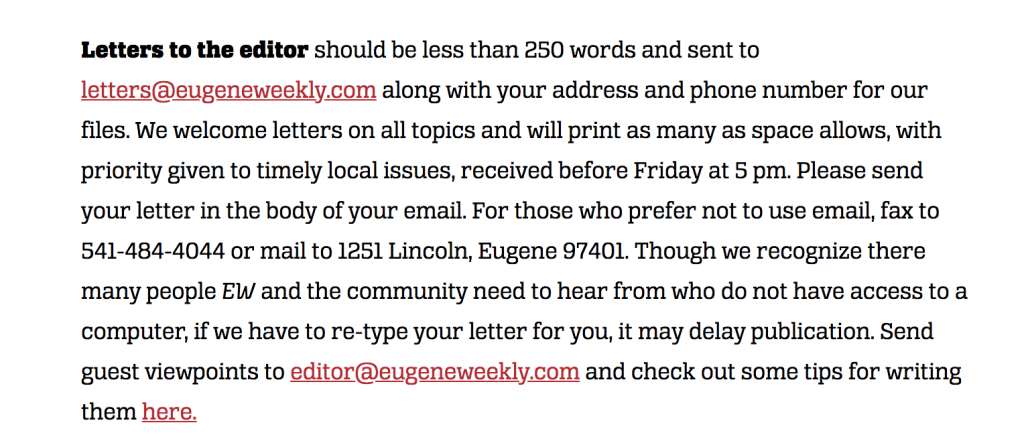 Letters to the editor should be less than 250 words and sent to
letters@eugeneweekly.com along with your address and phone number for our
files. We welcome letters on all topics and will print as many as space allows, with
priority given to timely local issues, received before Friday at 5 pm. Please send
your letter in the body of your email. For those who prefer not to use email, fax to
541-484-4044 or mail to 1251 Lincoln, Eugene 97401. Though we recognize there
many people EW and the community need to hear from who do not have access to a
computer, if we have to re-type your letter for you, it may delay publication. Send
guest viewpoints to editor@eugeneweekly.com and check out some tips for writing
them here.